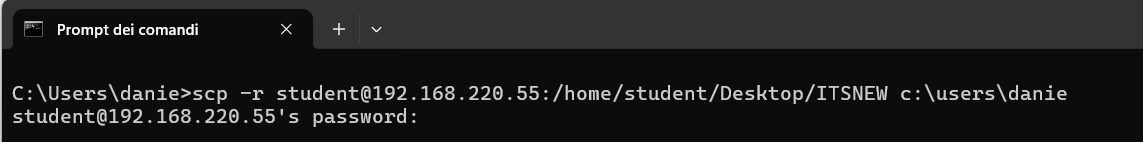 Prompt dei comandi
C:\Users\danie>scp -r student@192.168.220.55:/home/student/Desktop/ITSNEW c:\users\danie
student@192.168.220.55's password: